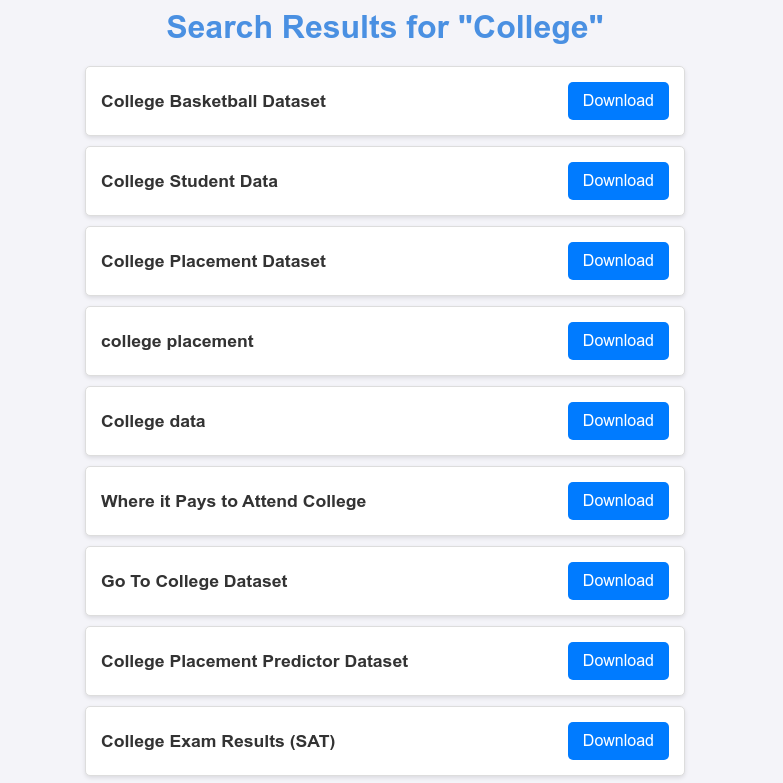 Search Results for "College"
College Basketball Dataset Download
College Student Data Download
College Placement Dataset Download
college placement Download
College data Download
Where it Pays to Attend College Download
Go To College Dataset Download
College Placement Predictor Dataset Download
College Exam Results (SAT) Download